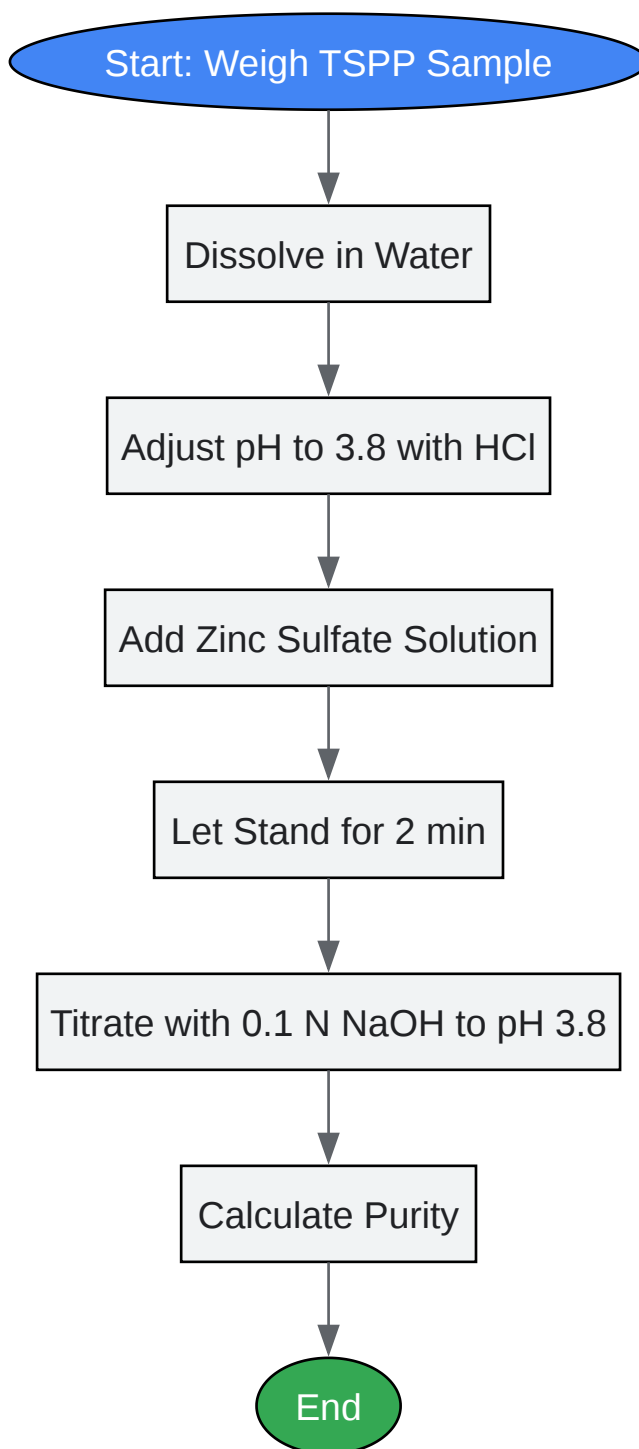 Start: Weigh TSPP Sample
Dissolve in Water
Adjust pH to 3.8 with HCl
Add Zinc Sulfate Solution
Let Stand for 2 min
Titrate with 0.1 N NaOH to pH 3.8
Calculate Purity
End